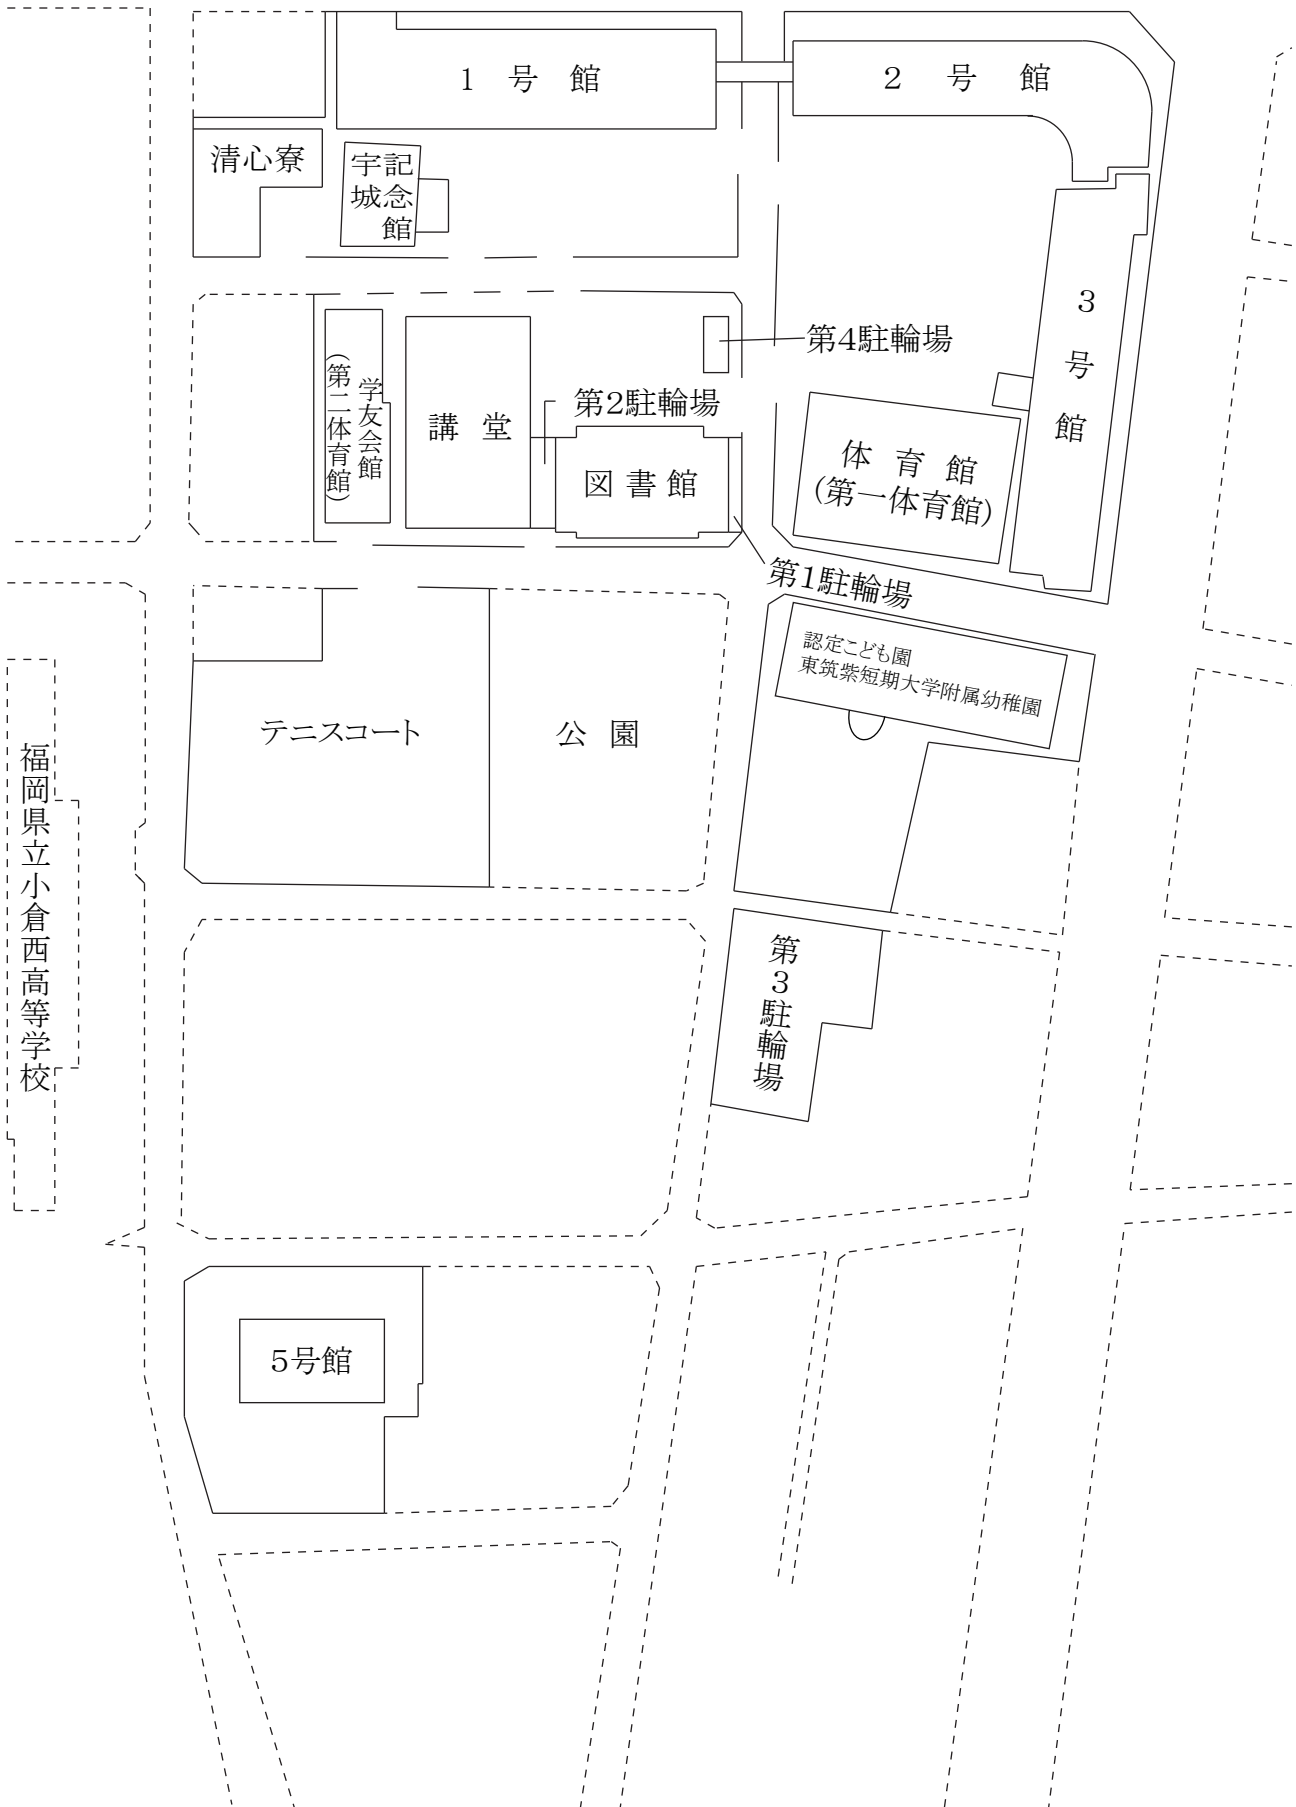 1号館
2号館
清心寮
宇城
記念館
3号館
第4駐輪場
第2駐輪場
学友会館
(第二体育館)
講堂
図書館
体育館
(第一体育館)
第1駐輪場
認定こども園
東筑紫短期大学附属幼稚園
テニスコート
公園
福岡県立小倉西高等学校
第3駐輪場
5号館